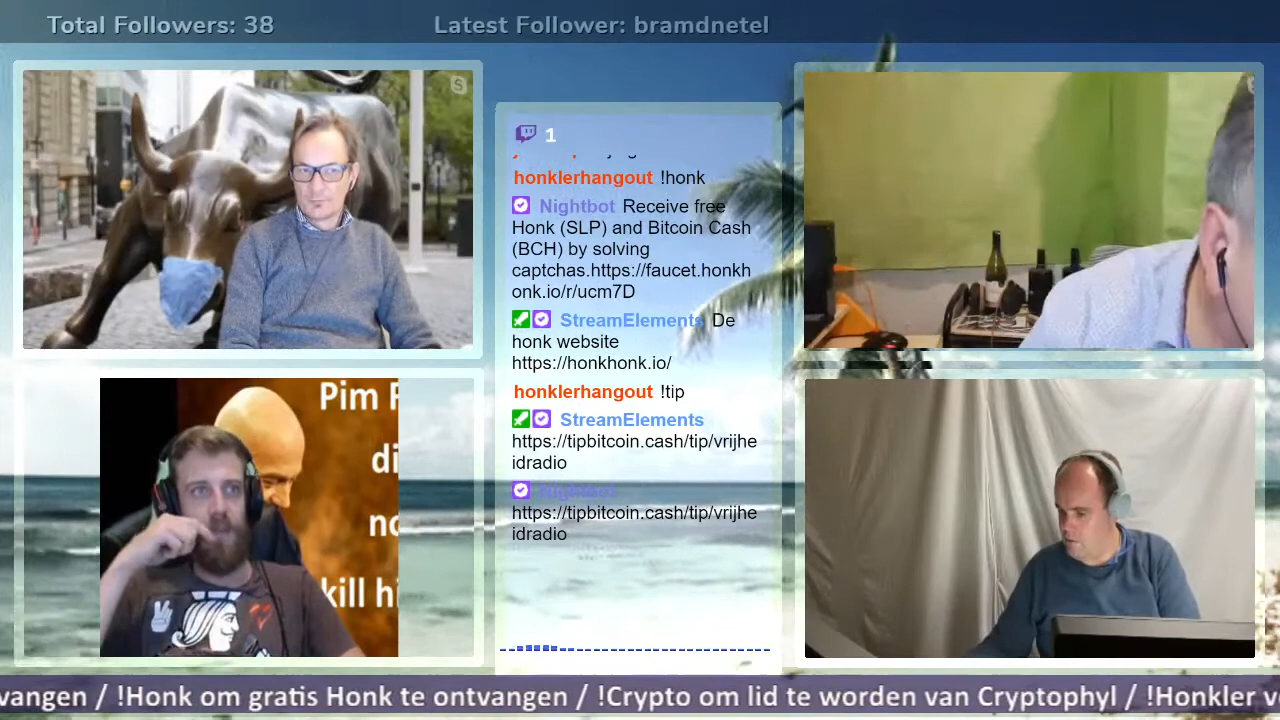 Total Followers: 38
Latest Follower: bramdnetel
1
honklerhangout !honk
Nightbot Receive free
Honk (SLP) and Bitcoin Cash
(BCH) by solving
captchas.https://faucet.honkh
onk.io/r/ucm7D
StreamElements De
honk website
https://honkhonk.io/
honklerhangout !tip
StreamElements
https://tipbitcoin.cash/tip/vrijhe
idradio
Nightbot
https://tipbitcoin.cash/tip/vrijhe
idradio
Pim F
di
no
kill hi
vangen / !Honk om gratis Honk te ontvangen / !Crypto om lid te worden van Cryptophyl / !Honkler v